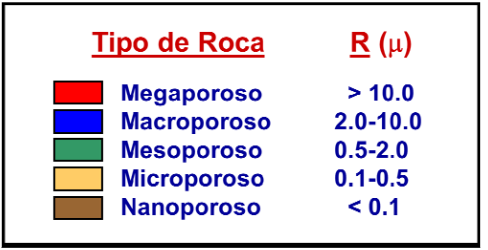 Tipo de Roca R (μ)
Megaporoso > 10.0
Macroporoso 2.0-10.0
Mesoporoso 0.5-2.0
Microporoso 0.1-0.5
Nanoporoso < 0.1